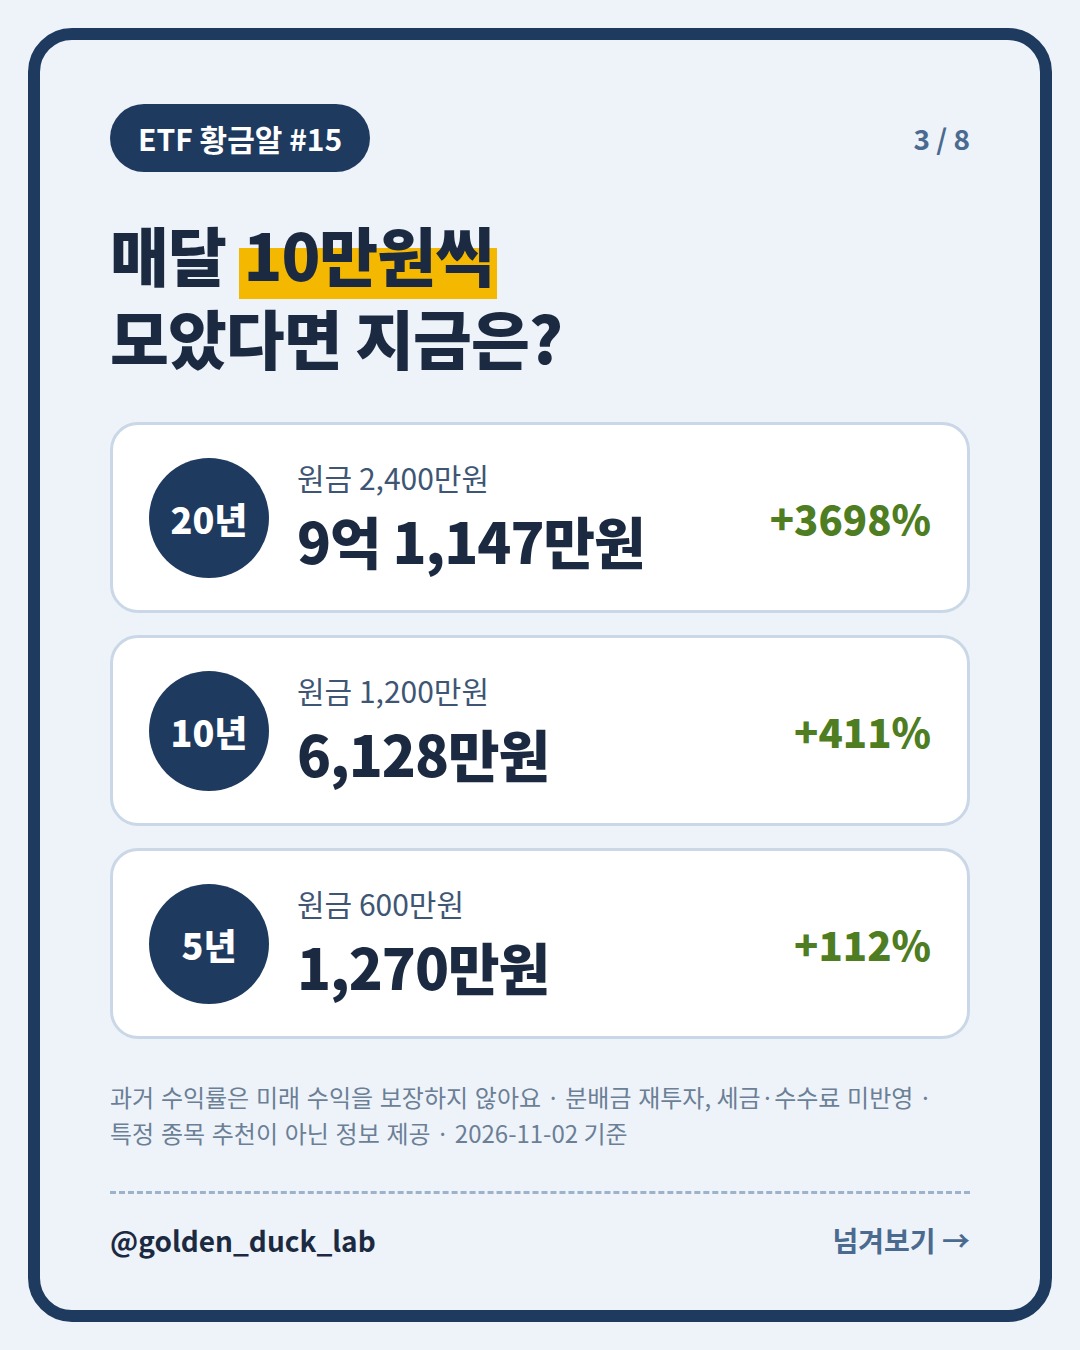 ETF 황금알 #15
3 / 8
매달 10만원씩
모았다면 지금은?
20년
원금 2,400만원
9억 1,147만원
+3698%
10년
원금 1,200만원
6,128만원
+411%
5년
원금 600만원
1,270만원
+112%
과거 수익률은 미래 수익을 보장하지 않아요 · 분배금 재투자, 세금·수수료 미반영 ·
특정 종목 추천이 아닌 정보 제공 · 2026-11-02 기준
@golden_duck_lab
넘겨보기 →